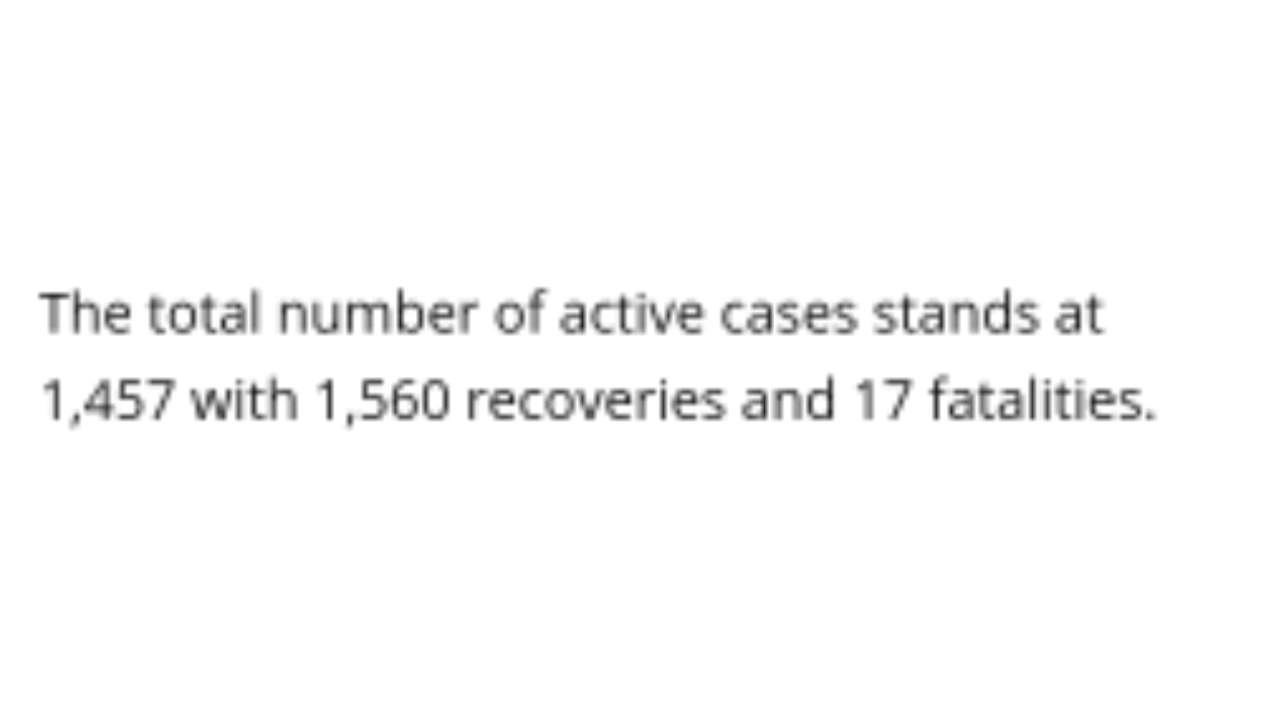 The total number of active cases stands at
1,457 with 1,560 recoveries and 17 fatalities.